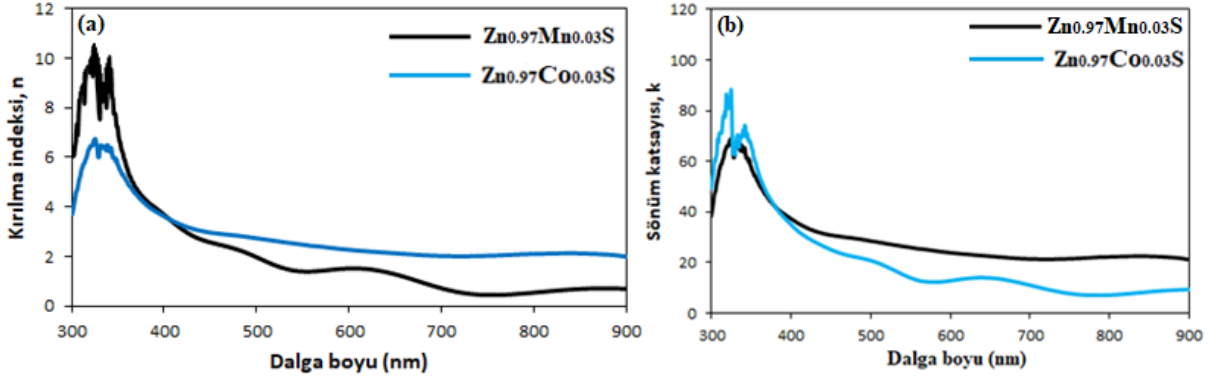 (a)
Zn0.97Mn0.03S
Zn0.97Co0.03S
Kırılma indeksi, n
12
10
8
6
4
2
0
300 400 500 600 700 800 900
Dalga boyu (nm)
(b)
Zn0.97Mn0.03S
Zn0.97Co0.03S
Sönüm katsayısı, k
120
100
80
60
40
20
0
300 400 500 600 700 800 900
Dalga boyu (nm)